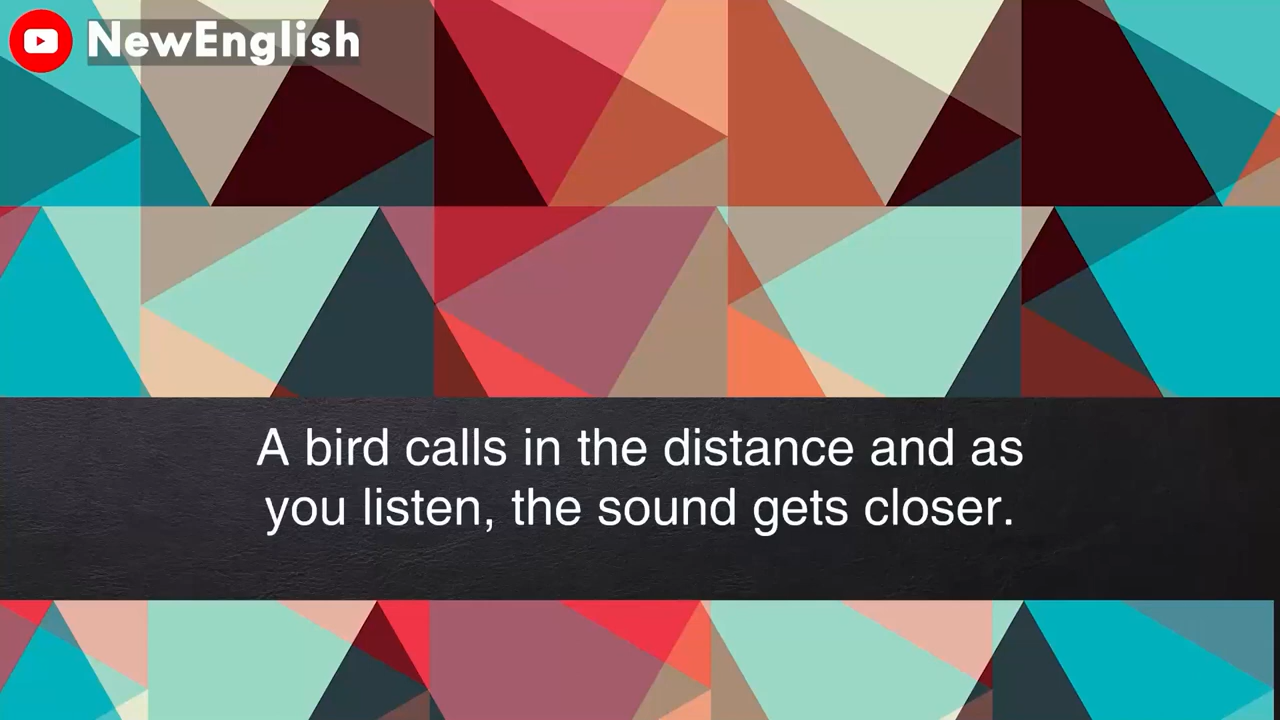 NewEnglish
A bird calls in the distance and as
you listen, the sound gets closer.